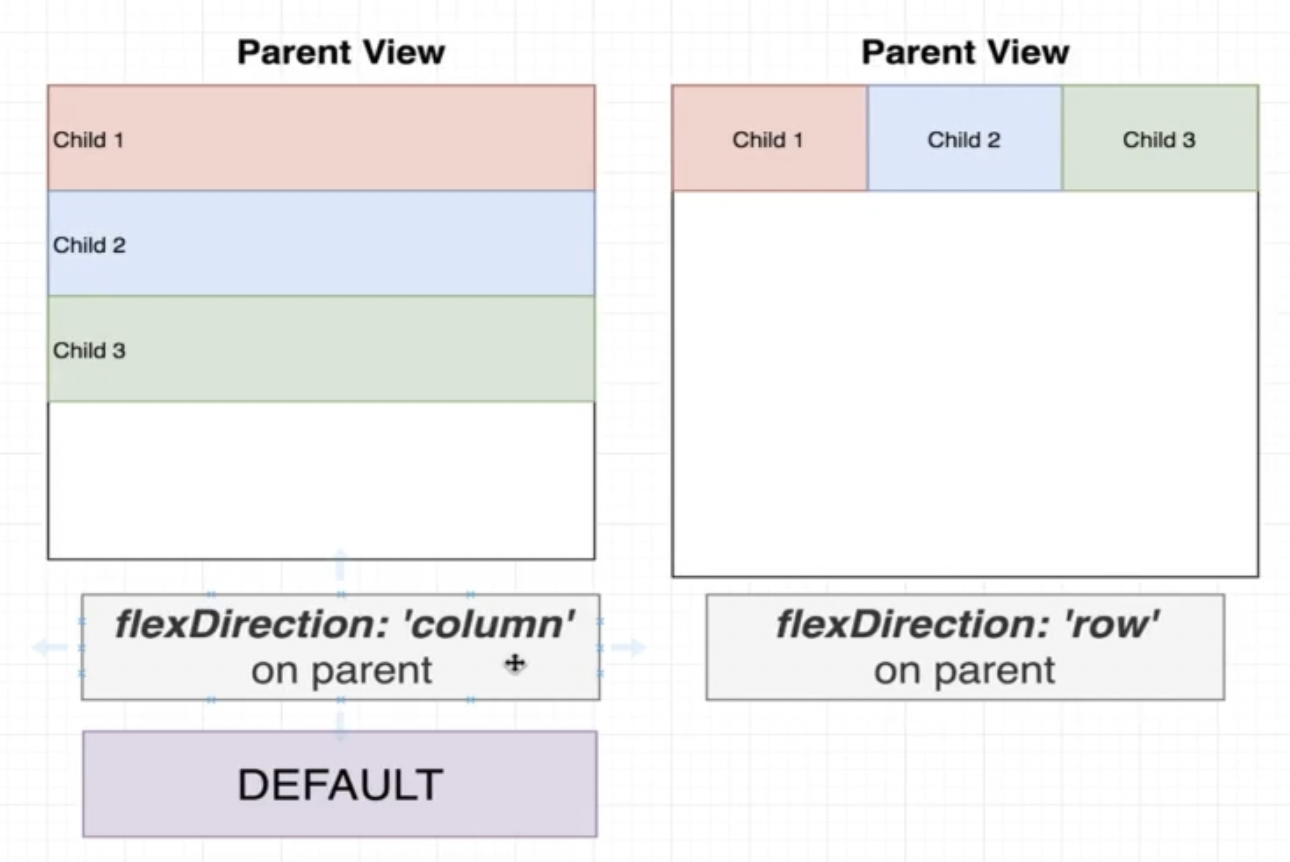 Parent View
Child 1
Child 2
Child 3
flexDirection: 'column'
on parent
DEFAULT
Parent View
Child 1
Child 2
Child 3
flexDirection: 'row'
on parent